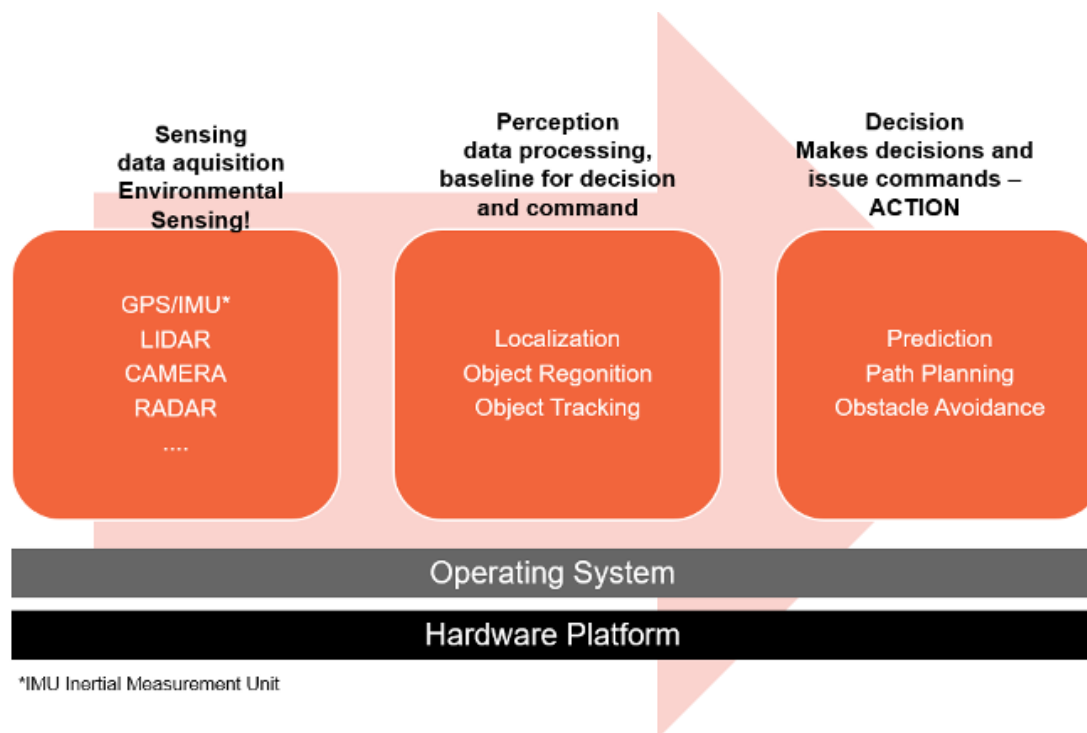 Sensing
data aquisition
Environmental
Sensing!
GPS/IMU*
LIDAR
CAMERA
RADAR
....
Perception
data processing,
baseline for decision
and command
Localization
Object Regonition
Object Tracking
Decision
Makes decisions and
issue commands –
ACTION
Prediction
Path Planning
Obstacle Avoidance
Operating System
Hardware Platform
*IMU Inertial Measurement Unit